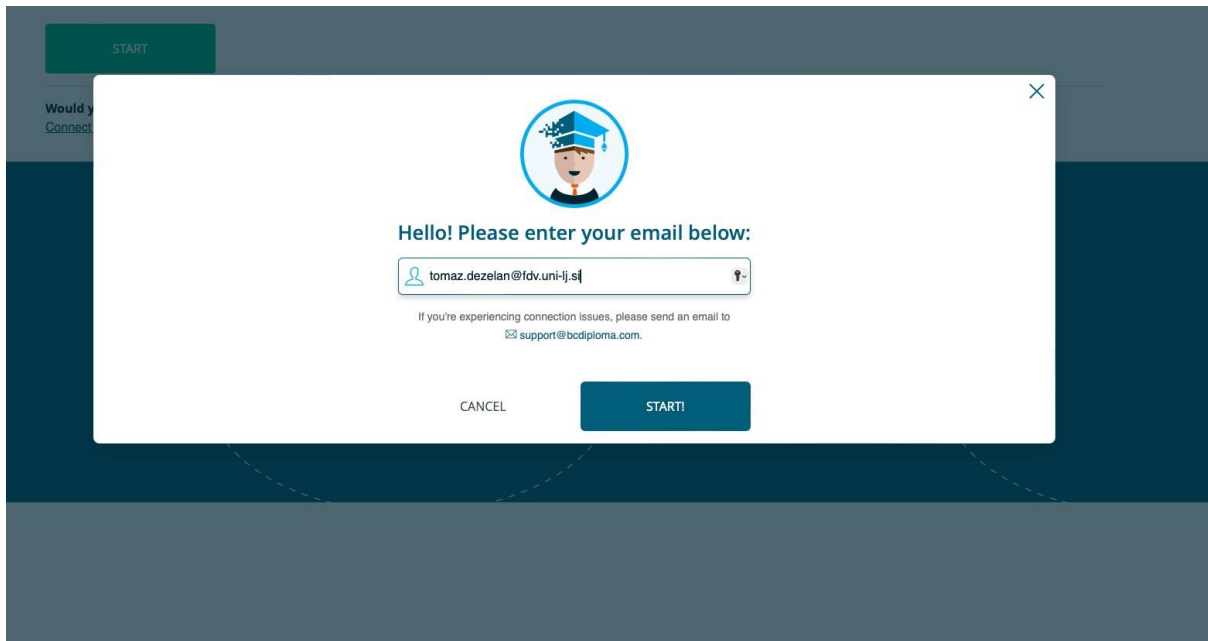 START
Would y
Connect
Hello! Please enter your email below:
tomaz.dezelan@fdv.uni-lj.si
If you're experiencing connection issues, please send an email to
support@bcdiploma.com.
CANCEL
START!